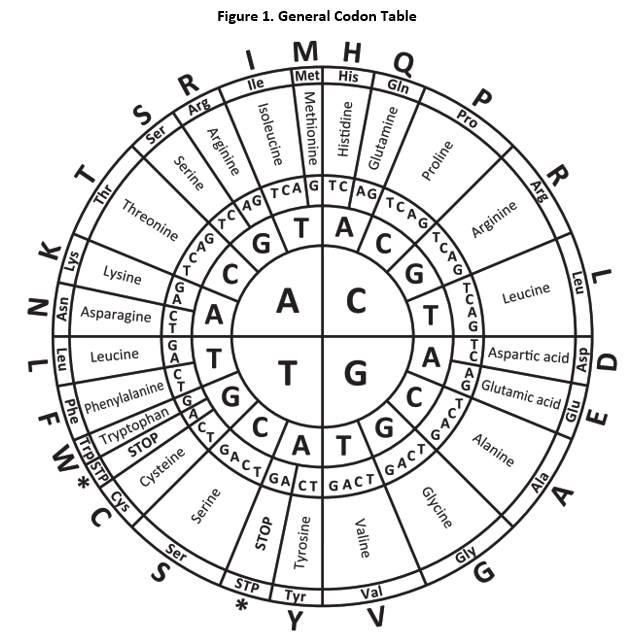 Figure 1. General Codon Table
H
His
Histidine
T C
Q
Gln
Glutamine
A G
P
Pro
Proline
T C A G
R
Arg
Arginine
T C A G
L
Leu
Leucine
T C A G
D
Asp
Aspartic acid
T C
E
Glu
Glutamic acid
A G
A
Ala
Alanine
T C A G
G
Gly
Glycine
G A C T
V
Val
Valine
G A C T
Y
Tyr
Tyrosine
C T
*
STP
STOP
G A
S
Ser
Serine
G A C T
C
Cys
Cysteine
C T
*
STP
STOP
A
W
Trp
Tryptophan
G
F
Phe
Phenylalanine
C T
L
Leu
Leucine
G A
N
Asn
Asparagine
C T
K
Lys
Lysine
G A
T
Thr
Threonine
T C A G
S
Ser
Serine
T C
R
Arg
Arginine
A G
I
Ile
Isoleucine
T C A
M
Met
Methionine
G
A C G T
A C G T
A C G T
A C G T
A C
T G